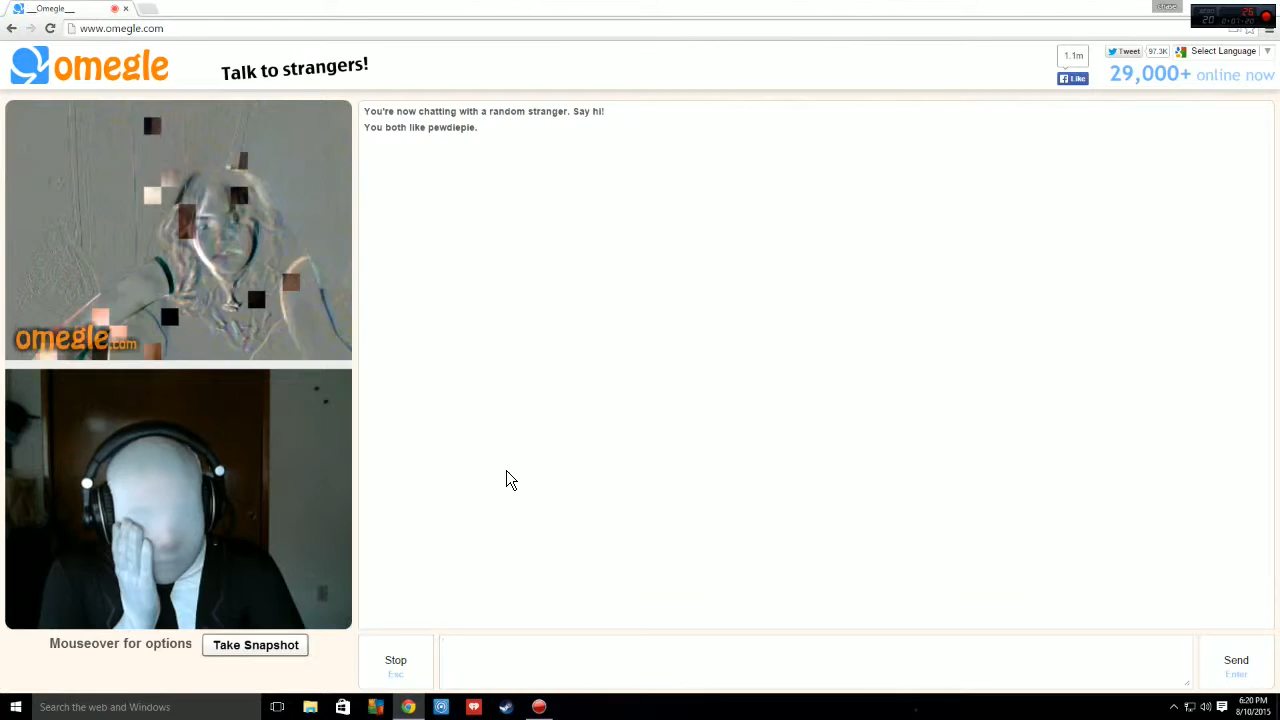 __Omegle__
chase
www.omegle.com
omegle
Talk to strangers!
1.1m
Like
Tweet
97.3K
Select Language
29,000+ online now
You're now chatting with a random stranger. Say hi!
You both like pewdiepie.
omegle.com
Mouseover for options
Take Snapshot
Stop
Esc
Send
Enter
Search the web and Windows
6:20 PM
8/10/2015